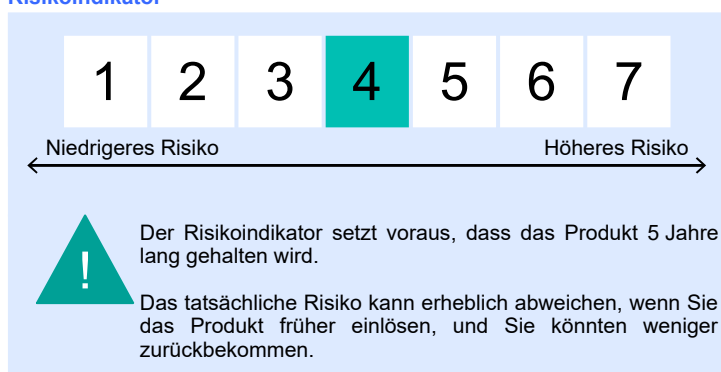 Risikoindikator
1 2 3 4 5 6 7
Niedrigeres Risiko Höheres Risiko
!
Der Risikoindikator setzt voraus, dass das Produkt 5 Jahre
lang gehalten wird.
Das tatsächliche Risiko kann erheblich abweichen, wenn Sie
das Produkt früher einlösen, und Sie könnten weniger
zurückbekommen.